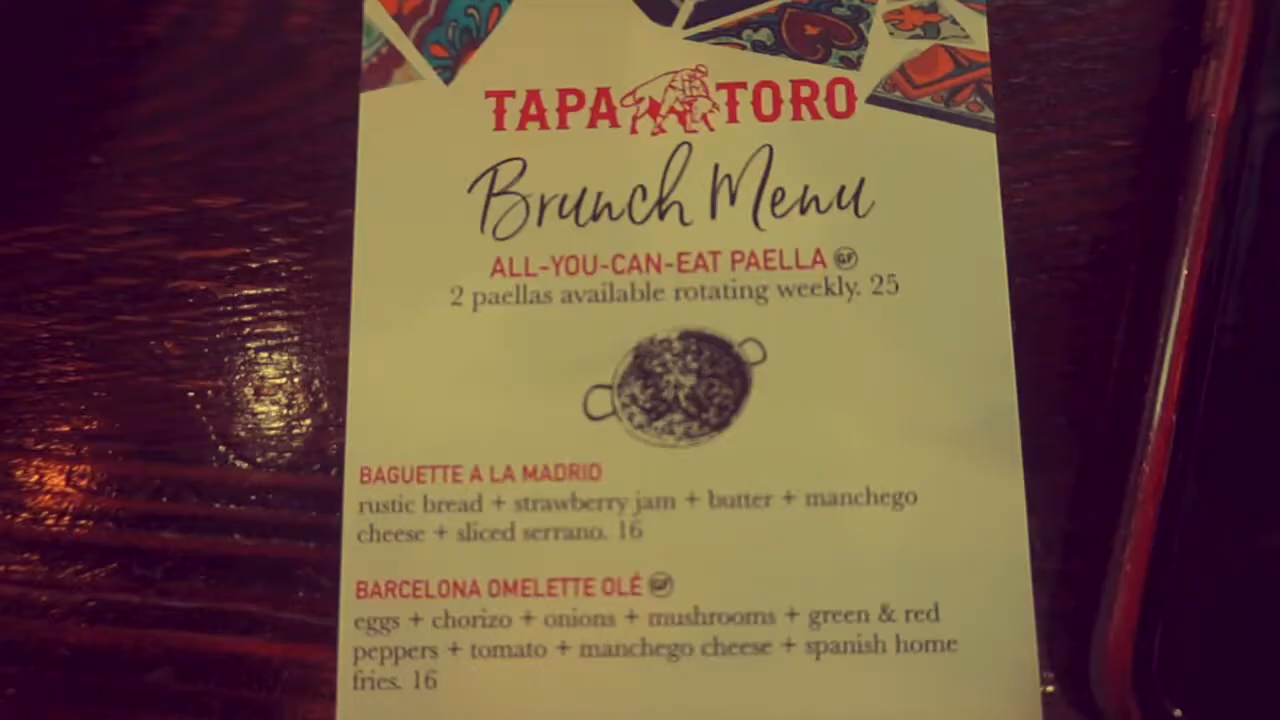 TAPA TORO
Brunch Menu
ALL-YOU-CAN-EAT PAELLA GF
2 paellas available rotating weekly. 25
BAGUETTE A LA MADRID
rustic bread + strawberry jam + butter + manchego
cheese + sliced serrano. 16
BARCELONA OMELETTE OLÉ GF
eggs + chorizo + onions + mushrooms + green & red
peppers + tomato + manchego cheese + spanish home
fries. 16